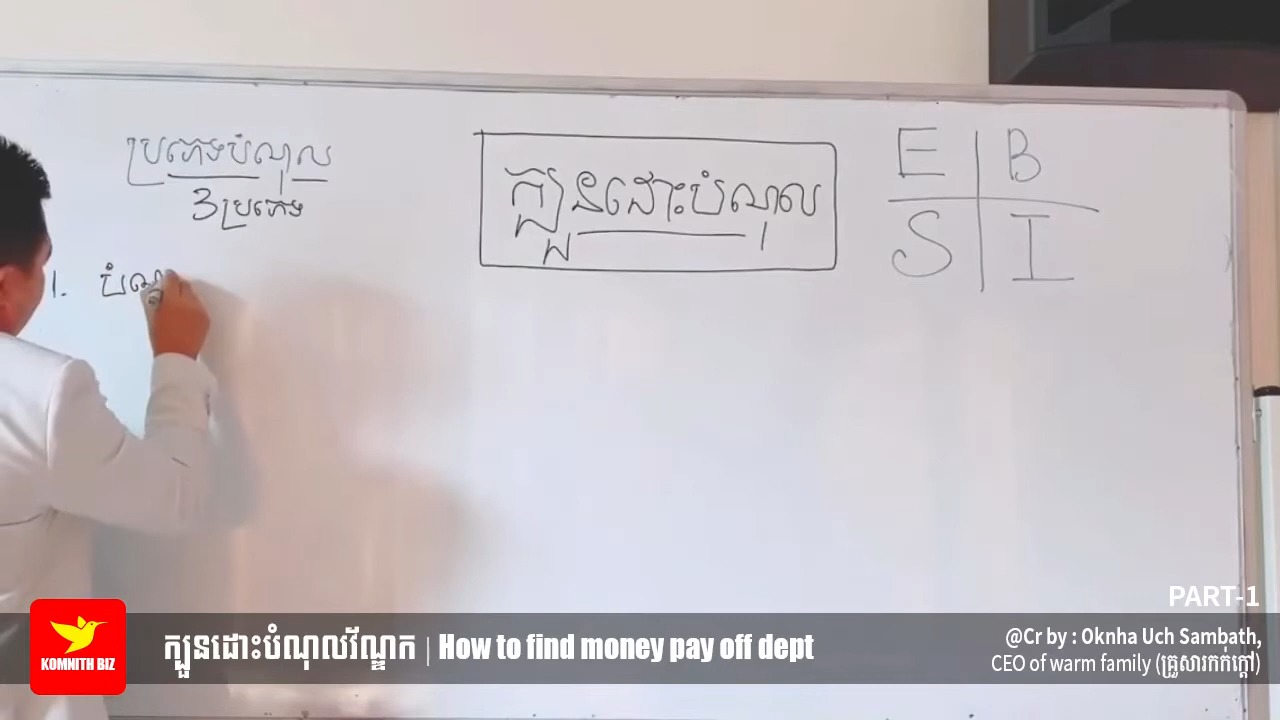 ប្រភេទបំណុល
3ប្រភេទ
1. បំណុ
ក្បួនដោះបំណុល
E B
S I
PART-1
KOMNITH BIZ
ក្បួនដោះបំណុលវ័ណ្ឌក | How to find money pay off dept
@Cr by : Oknha Uch Sambath,
CEO of warm family (គ្រួសារកក់ក្ដៅ)